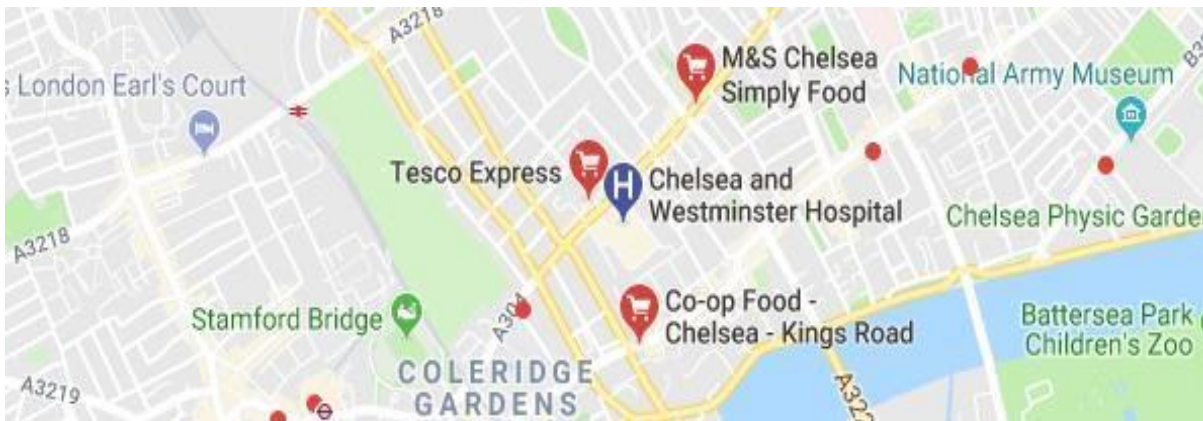 A3218
M&S Chelsea
Simply Food
National Army Museum
s London Earl's Court
Tesco Express
H
Chelsea and
Westminster Hospital
Chelsea Physic Garde
A3218
A304
Stamford Bridge
Co-op Food -
Chelsea - Kings Road
Battersea Park
Children's Zoo
COLERIDGE
GARDENS
A3219
A322